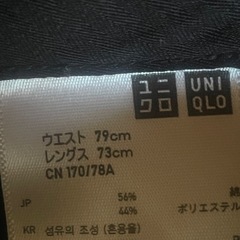 ユニ
クロ
UNI
QLO
ウエスト 79cm
レングス 73cm
CN 170/78A
JP 56% 綿
44% ポリエステル
KR 섬유의 조성 (혼용율)